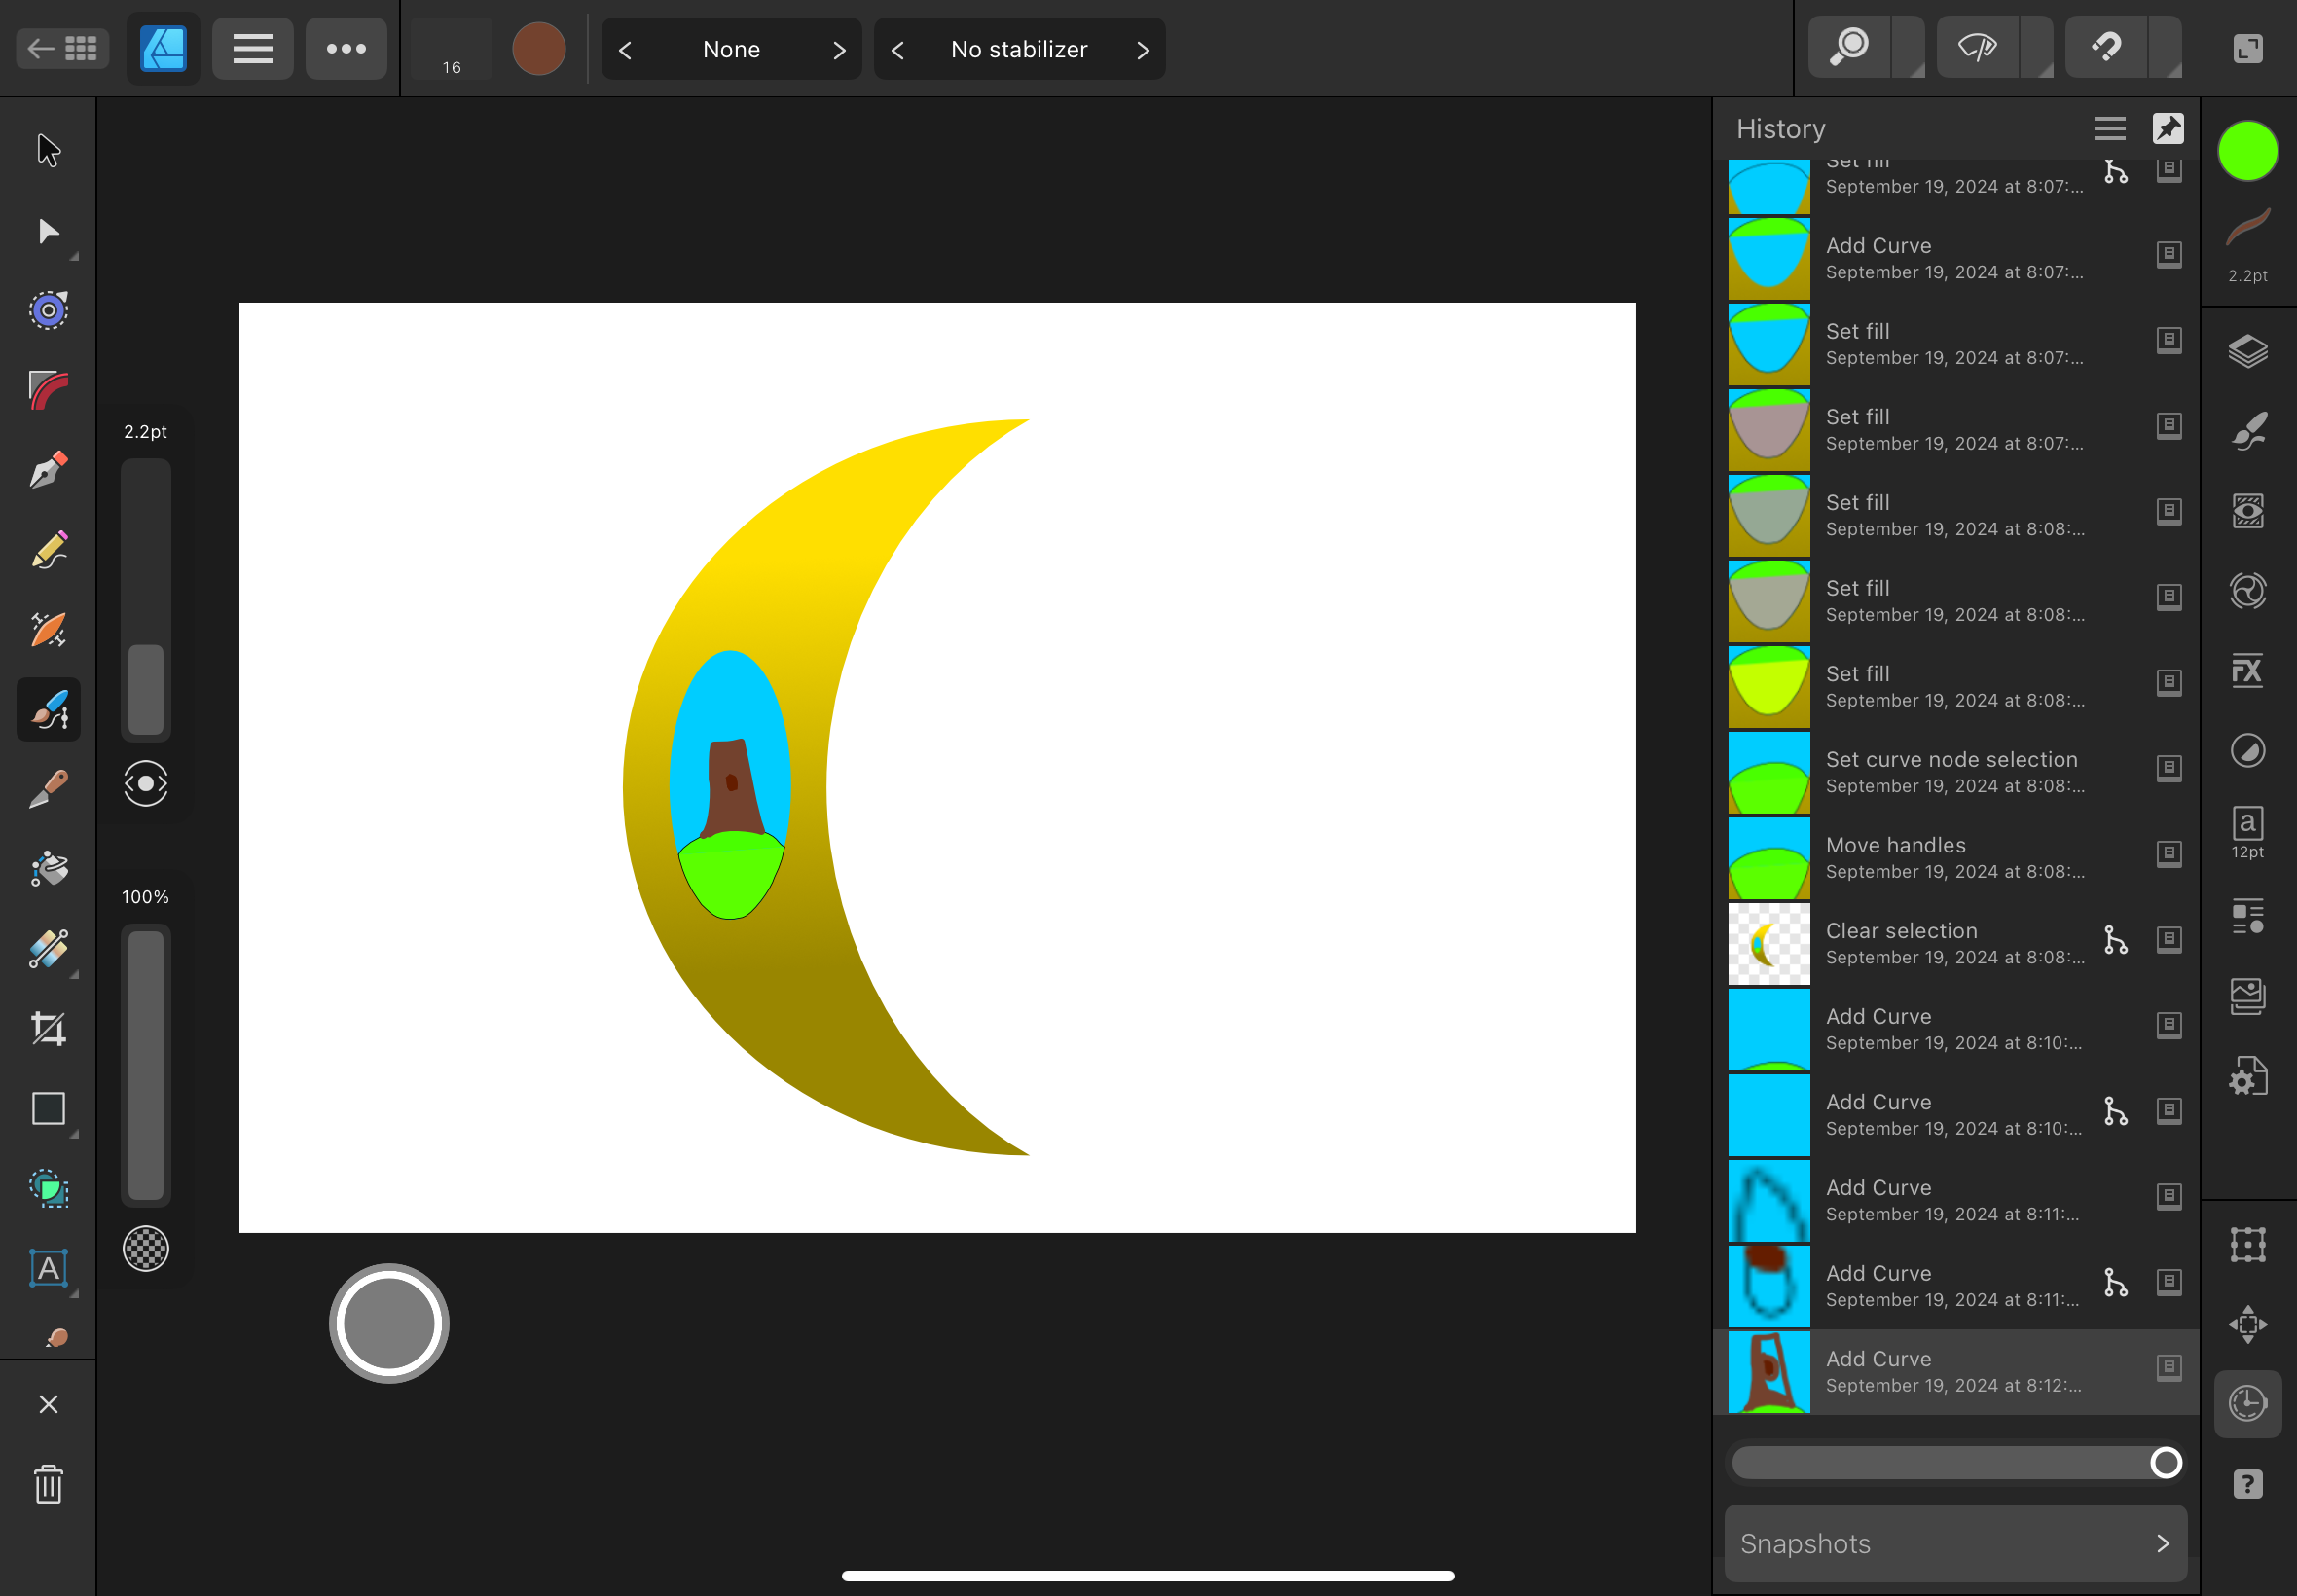 16
None
No stabilizer
History
Set fill
September 19, 2024 at 8:07:...
Add Curve
September 19, 2024 at 8:07:...
2.2pt
Set fill
September 19, 2024 at 8:07:...
Set fill
September 19, 2024 at 8:07:...
2.2pt
Set fill
September 19, 2024 at 8:08:...
Set fill
September 19, 2024 at 8:08:...
Set fill
September 19, 2024 at 8:08:...
FX
Set curve node selection
September 19, 2024 at 8:08:...
Move handles
September 19, 2024 at 8:08:...
a
12pt
100%
Clear selection
September 19, 2024 at 8:08:...
Add Curve
September 19, 2024 at 8:10:...
Add Curve
September 19, 2024 at 8:10:...
Add Curve
September 19, 2024 at 8:11:...
A
Add Curve
September 19, 2024 at 8:11:...
Add Curve
September 19, 2024 at 8:12:...
?
Snapshots